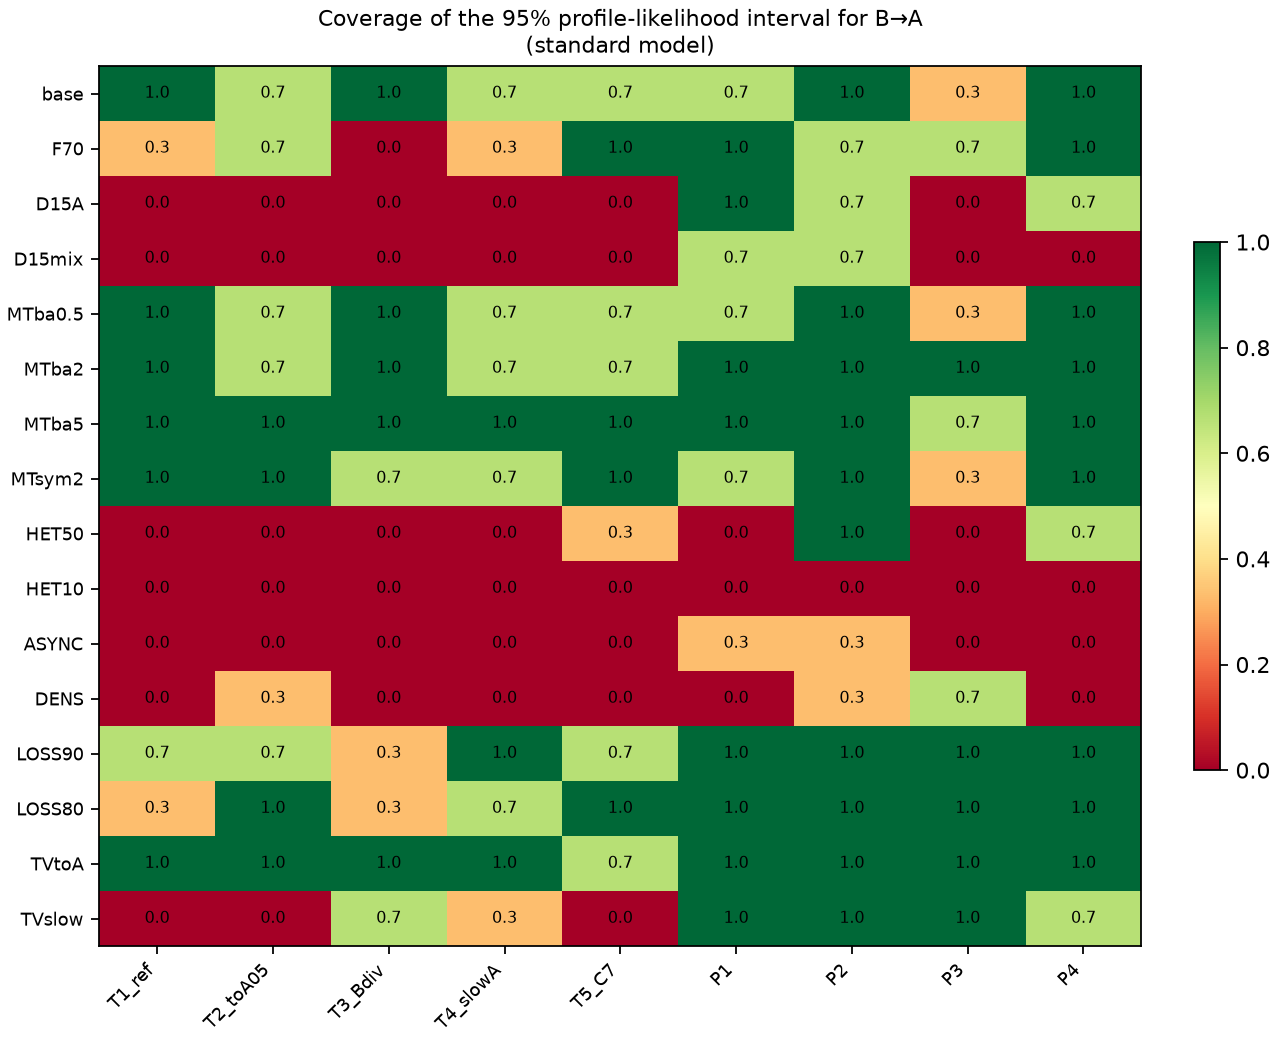 Coverage of the 95% profile-likelihood interval for B→A
(standard model)
base 1.0 0.7 1.0 0.7 0.7 0.7 1.0 0.3 1.0
F70 0.3 0.7 0.0 0.3 1.0 1.0 0.7 0.7 1.0
D15A 0.0 0.0 0.0 0.0 0.0 1.0 0.7 0.0 0.7
D15mix 0.0 0.0 0.0 0.0 0.0 0.7 0.7 0.0 0.0
MTba0.5 1.0 0.7 1.0 0.7 0.7 0.7 1.0 0.3 1.0
MTba2 1.0 0.7 1.0 0.7 0.7 1.0 1.0 1.0 1.0
MTba5 1.0 1.0 1.0 1.0 1.0 1.0 1.0 0.7 1.0
MTsym2 1.0 1.0 0.7 0.7 1.0 0.7 1.0 0.3 1.0
HET50 0.0 0.0 0.0 0.0 0.3 0.0 1.0 0.0 0.7
HET10 0.0 0.0 0.0 0.0 0.0 0.0 0.0 0.0 0.0
ASYNC 0.0 0.0 0.0 0.0 0.0 0.3 0.3 0.0 0.0
DENS 0.0 0.3 0.0 0.0 0.0 0.0 0.3 0.7 0.0
LOSS90 0.7 0.7 0.3 1.0 0.7 1.0 1.0 1.0 1.0
LOSS80 0.3 1.0 0.3 0.7 1.0 1.0 1.0 1.0 1.0
TVtoA 1.0 1.0 1.0 1.0 0.7 1.0 1.0 1.0 1.0
TVslow 0.0 0.0 0.7 0.3 0.0 1.0 1.0 1.0 0.7
T1_ref T2_toA05 T3_Bdiv T4_slowA T5_C7 P1 P2 P3 P4
1.0
0.8
0.6
0.4
0.2
0.0